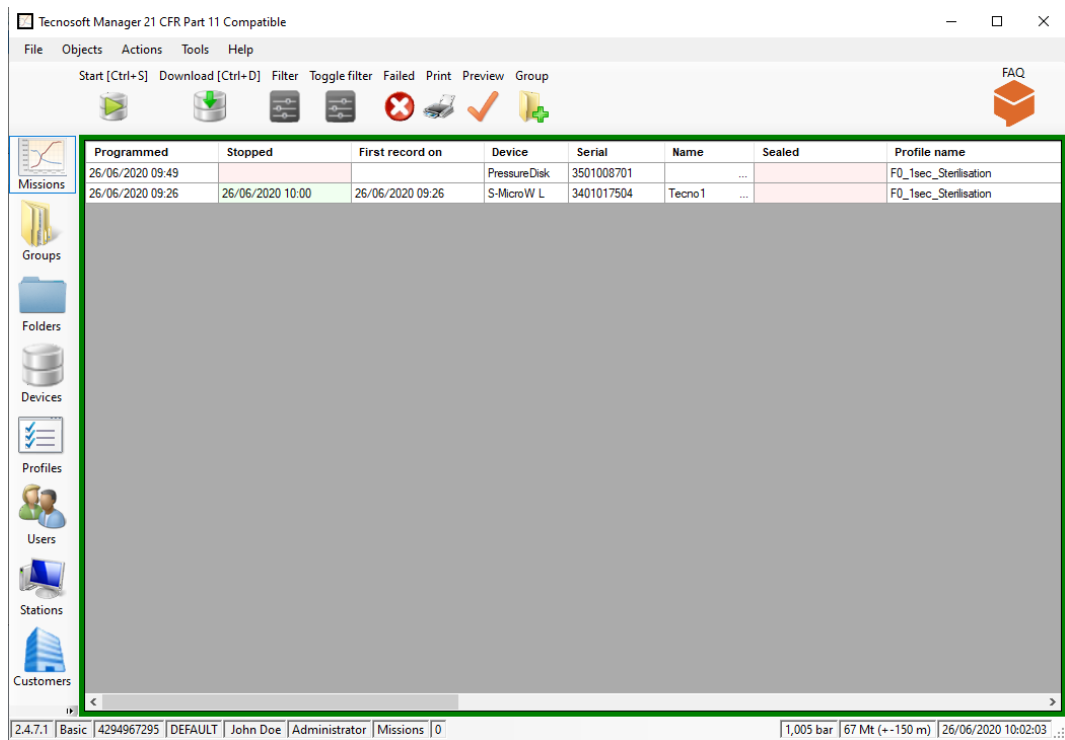 Tecnosoft Manager 21 CFR Part 11 Compatible
File Objects Actions Tools Help
Start [Ctrl+S] Download [Ctrl+D] Filter Toggle filter Failed Print Preview Group FAQ
Programmed Stopped First record on Device Serial Name Sealed Profile name
26/06/2020 09:49 PressureDisk 3501008701 ... F0_1sec_Sterilisation
26/06/2020 09:26 26/06/2020 10:00 26/06/2020 09:26 S-MicroW L 3401017504 Tecno1 ... F0_1sec_Sterilisation
Missions
Groups
Folders
Devices
Profiles
Users
Stations
Customers
2.4.7.1 Basic 4294967295 DEFAULT John Doe Administrator Missions 0 1,005 bar 67 Mt (+-150 m) 26/06/2020 10:02:03